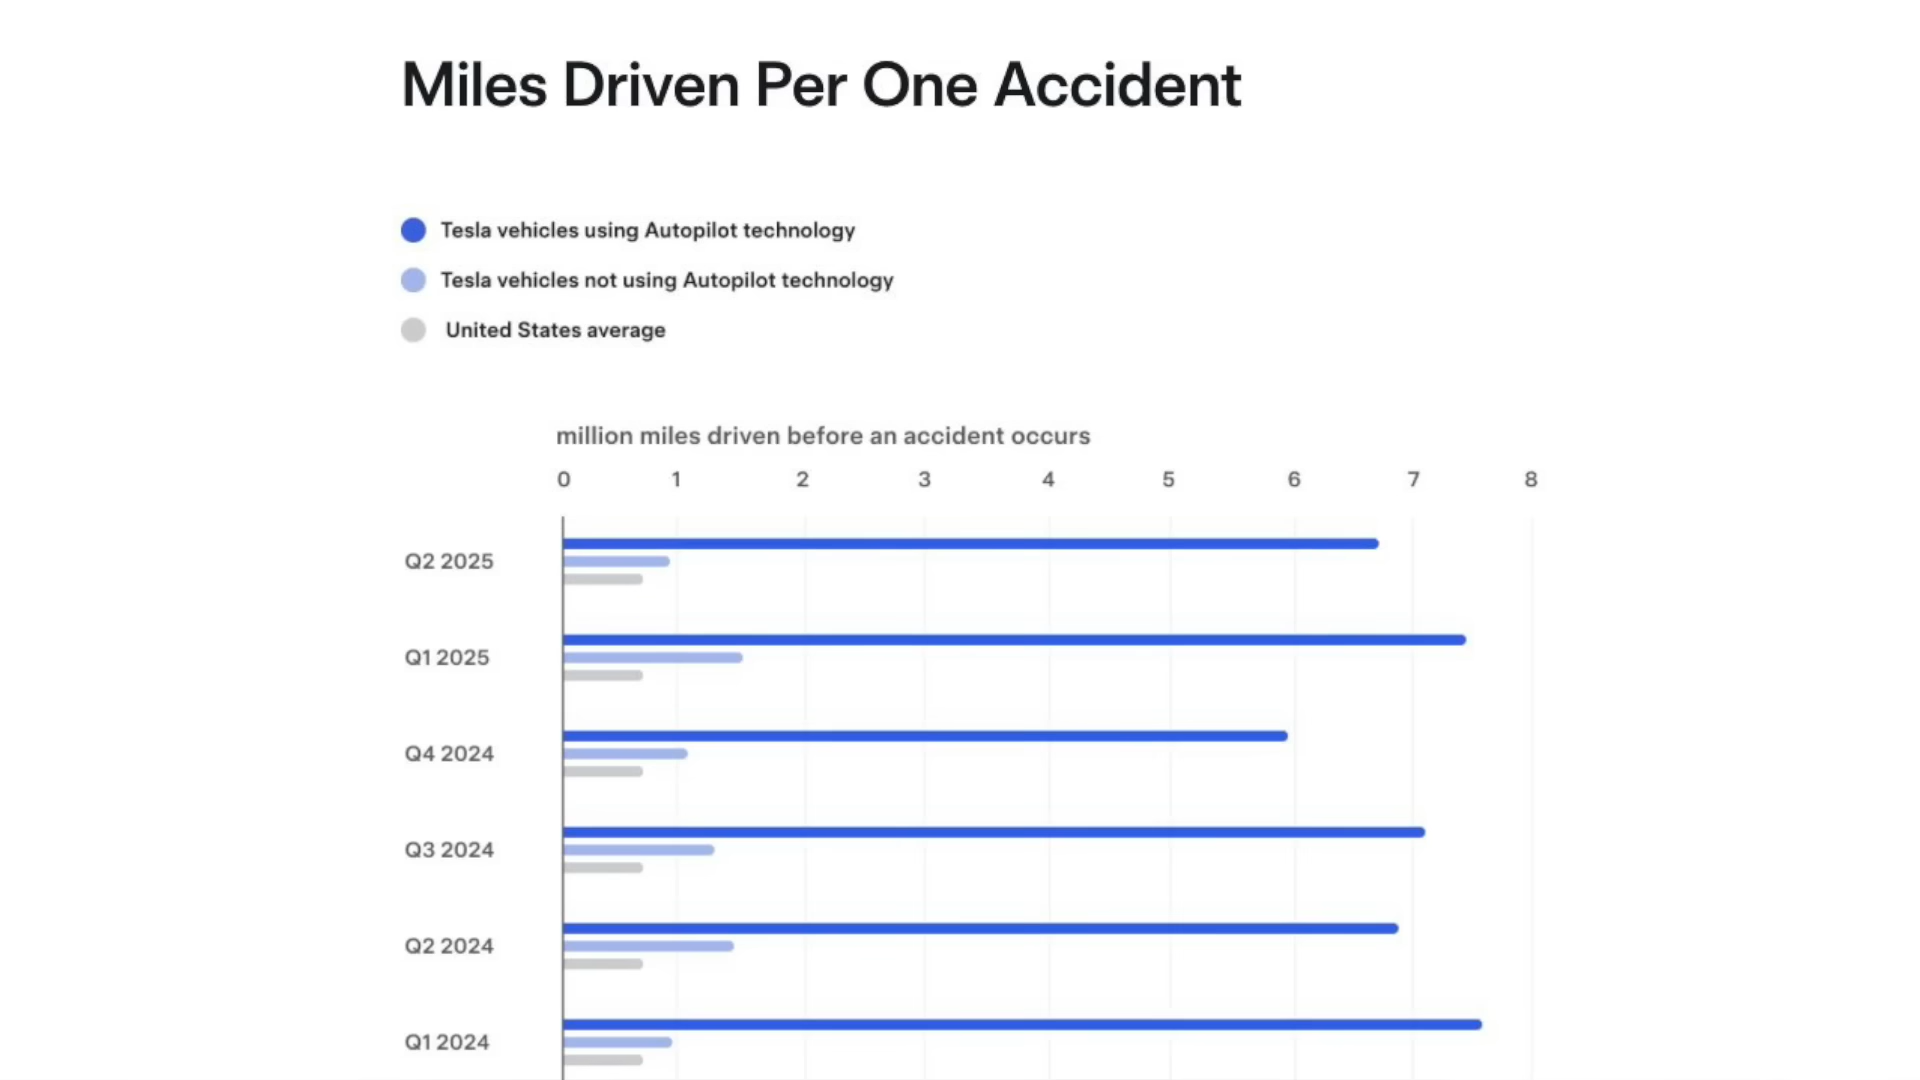 Miles Driven Per One Accident
Tesla vehicles using Autopilot technology
Tesla vehicles not using Autopilot technology
United States average
million miles driven before an accident occurs
0 1 2 3 4 5 6 7 8
Q2 2025
Q1 2025
Q4 2024
Q3 2024
Q2 2024
Q1 2024